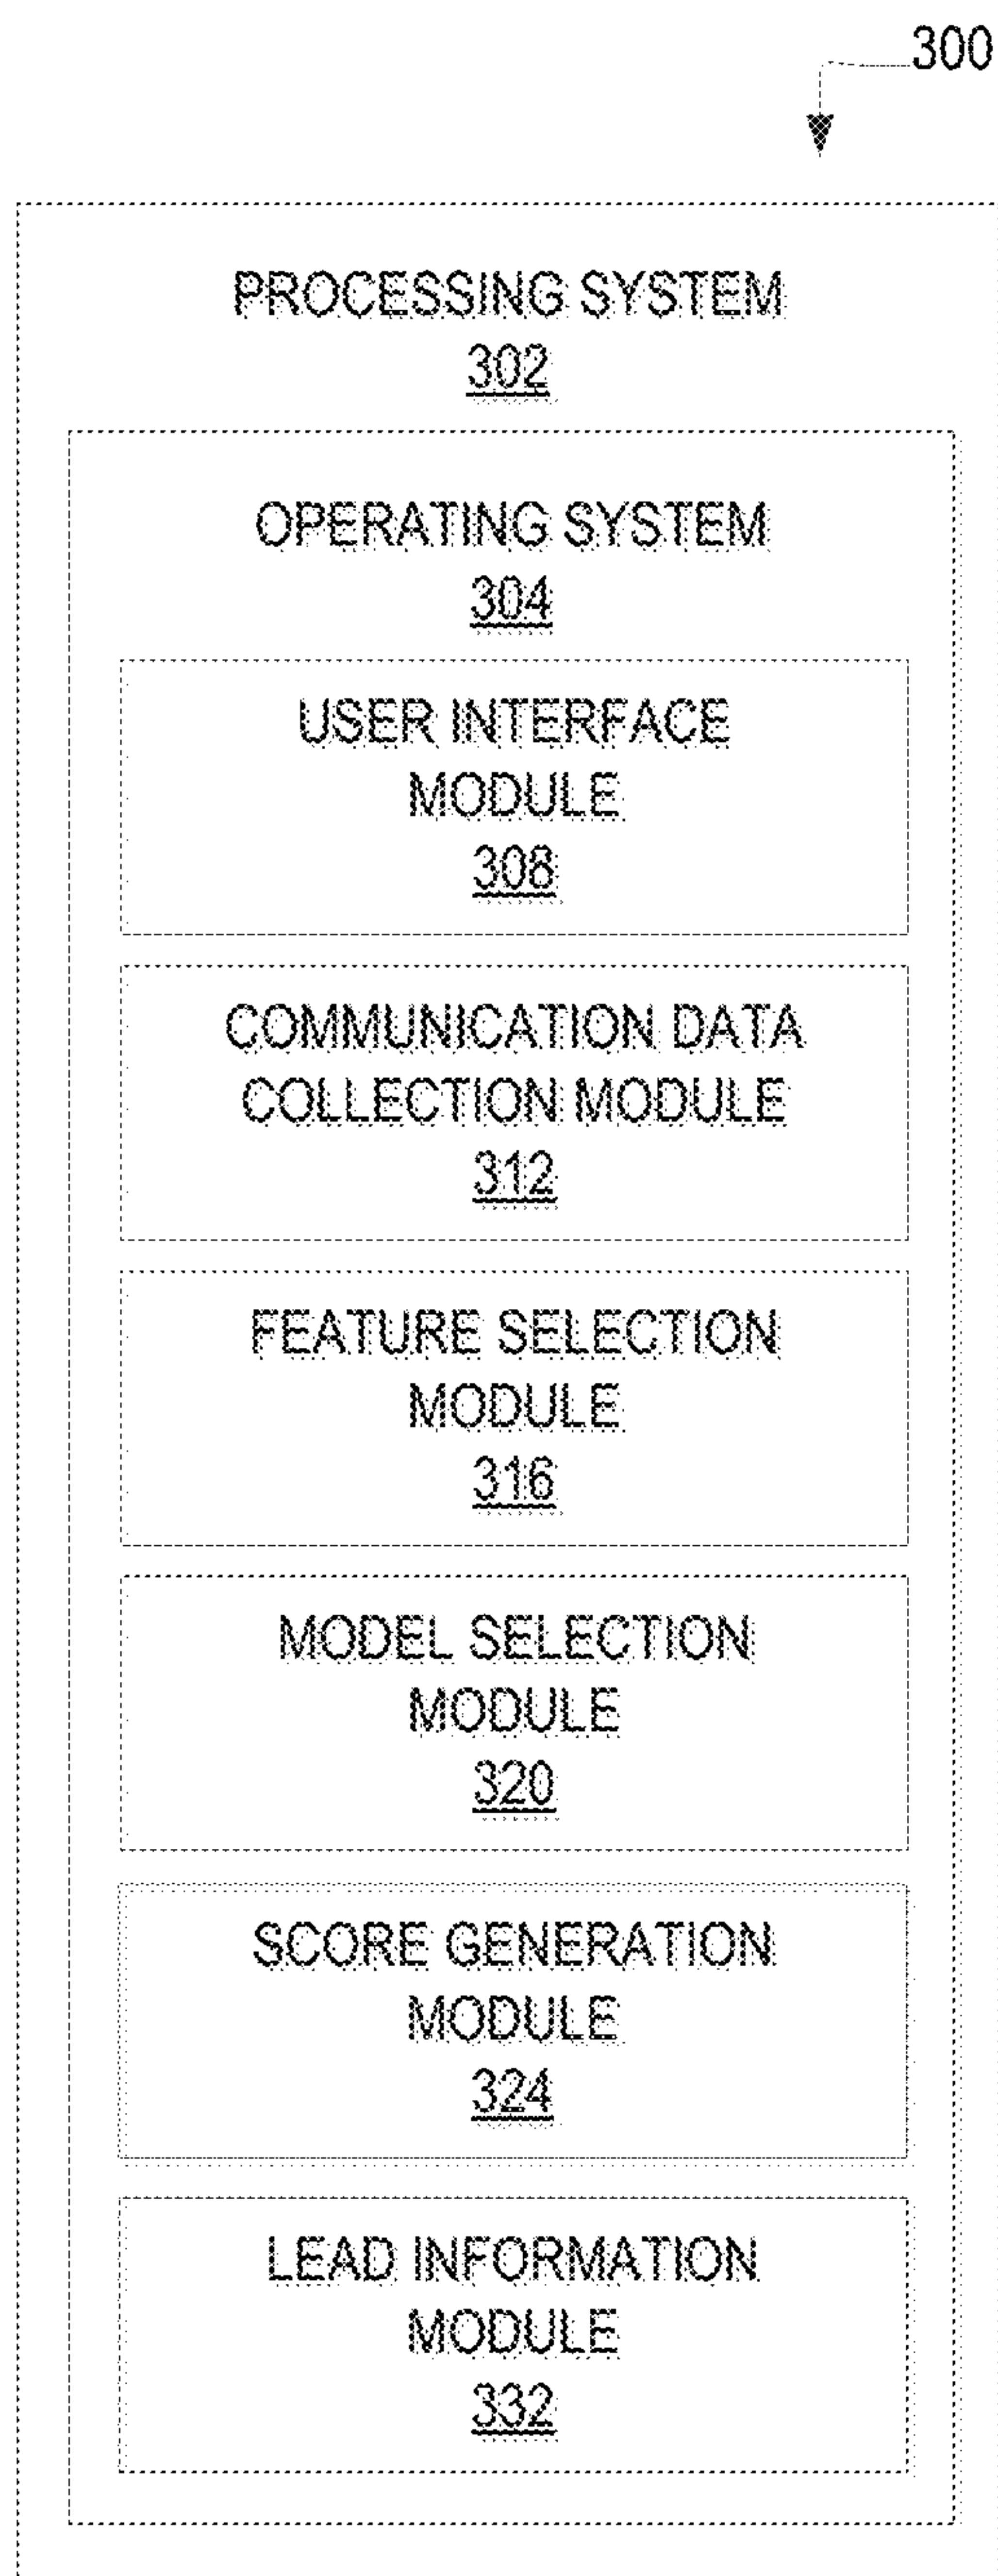 300
PROCESSING SYSTEM
302
OPERATING SYSTEM
304
USER INTERFACE
MODULE
308
COMMUNICATION DATA
COLLECTION MODULE
312
FEATURE SELECTION
MODULE
316
MODEL SELECTION
MODULE
320
SCORE GENERATION
MODULE
324
LEAD INFORMATION
MODULE
332